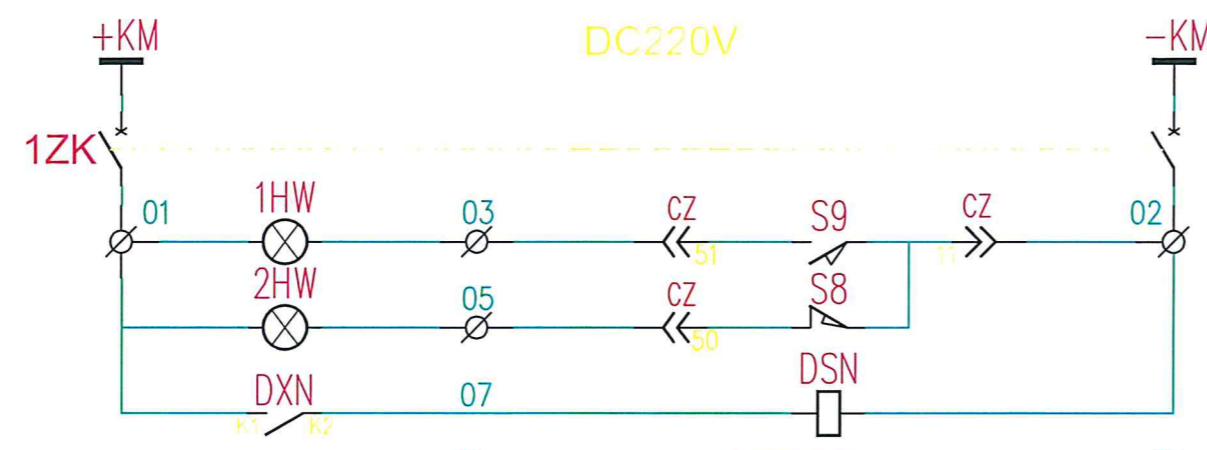 +KM DC220V -KM
1ZK
01 1HW 03 CZ 51 S9 CZ 11 02
2HW 05 CZ 50 S8
DXN K1 K2 07 DSN